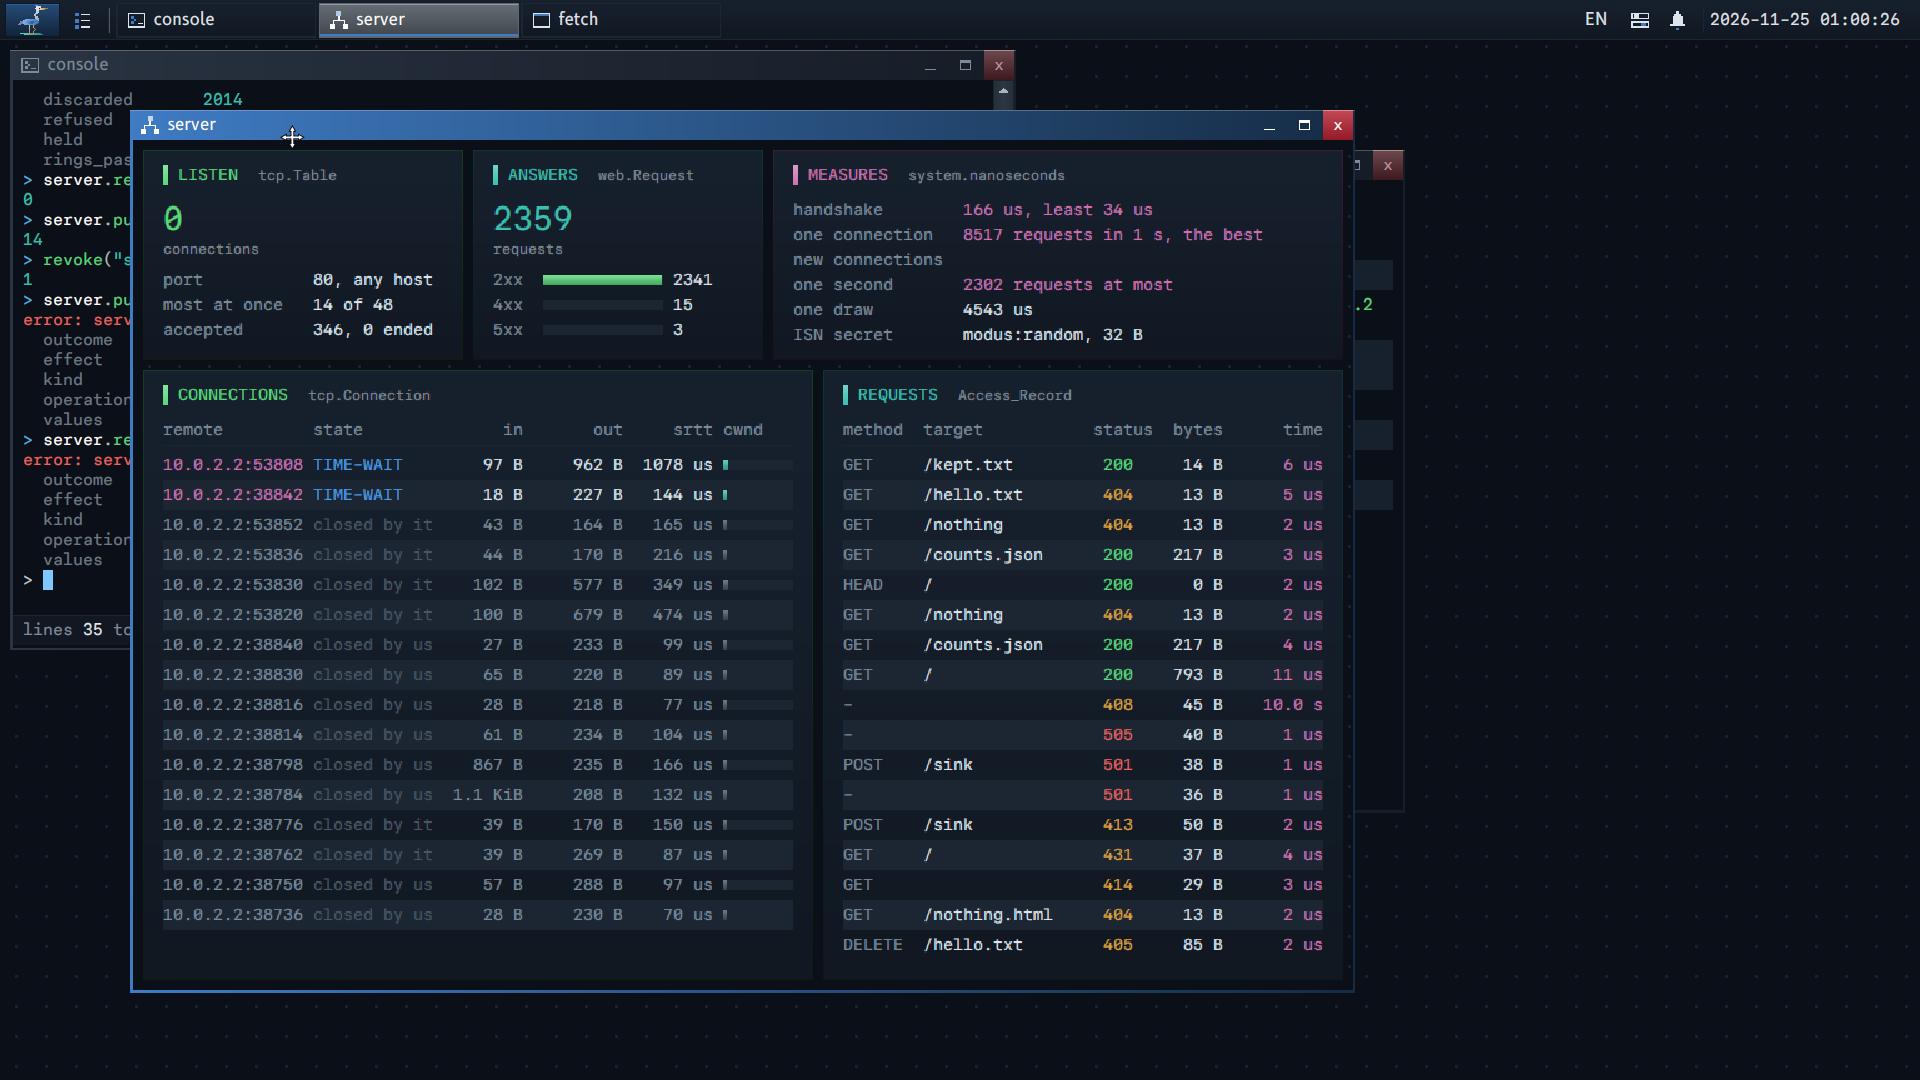 console
server
fetch
EN
2026-11-25 01:00:26
console
discarded 2014
refused
held
rings_pas
> server.re
0
> server.pu
14
> revoke("s
1
> server.pu
error: serv
outcome
effect
kind
operation
values
> server.re
error: serv
outcome
effect
kind
operation
values
>
lines 35 to
server
x
LISTEN tcp.Table
0
connections
port 80, any host
most at once 14 of 48
accepted 346, 0 ended
ANSWERS web.Request
2359
requests
2xx 2341
4xx 15
5xx 3
MEASURES system.nanoseconds
handshake 166 us, least 34 us
one connection 8517 requests in 1 s, the best
new connections
one second 2302 requests at most
one draw 4543 us
ISN secret modus:random, 32 B
CONNECTIONS tcp.Connection
remote state in out srtt cwnd
10.0.2.2:53808 TIME-WAIT 97 B 962 B 1078 us
10.0.2.2:38842 TIME-WAIT 18 B 227 B 144 us
10.0.2.2:53852 closed by it 43 B 164 B 165 us
10.0.2.2:53836 closed by it 44 B 170 B 216 us
10.0.2.2:53830 closed by it 102 B 577 B 349 us
10.0.2.2:53820 closed by it 100 B 679 B 474 us
10.0.2.2:38840 closed by us 27 B 233 B 99 us
10.0.2.2:38830 closed by us 65 B 220 B 89 us
10.0.2.2:38816 closed by us 28 B 218 B 77 us
10.0.2.2:38814 closed by us 61 B 234 B 104 us
10.0.2.2:38798 closed by us 867 B 235 B 166 us
10.0.2.2:38784 closed by us 1.1 KiB 208 B 132 us
10.0.2.2:38776 closed by it 39 B 170 B 150 us
10.0.2.2:38762 closed by it 39 B 269 B 87 us
10.0.2.2:38750 closed by us 57 B 288 B 97 us
10.0.2.2:38736 closed by us 28 B 230 B 70 us
REQUESTS Access_Record
method target status bytes time
GET /kept.txt 200 14 B 6 us
GET /hello.txt 404 13 B 5 us
GET /nothing 404 13 B 2 us
GET /counts.json 200 217 B 3 us
HEAD / 200 0 B 2 us
GET /nothing 404 13 B 2 us
GET /counts.json 200 217 B 4 us
GET / 200 793 B 11 us
- 408 45 B 10.0 s
- 505 40 B 1 us
POST /sink 501 38 B 1 us
- 501 36 B 1 us
POST /sink 413 50 B 2 us
GET / 431 37 B 4 us
GET 414 29 B 3 us
GET /nothing.html 404 13 B 2 us
DELETE /hello.txt 405 85 B 2 us
.2